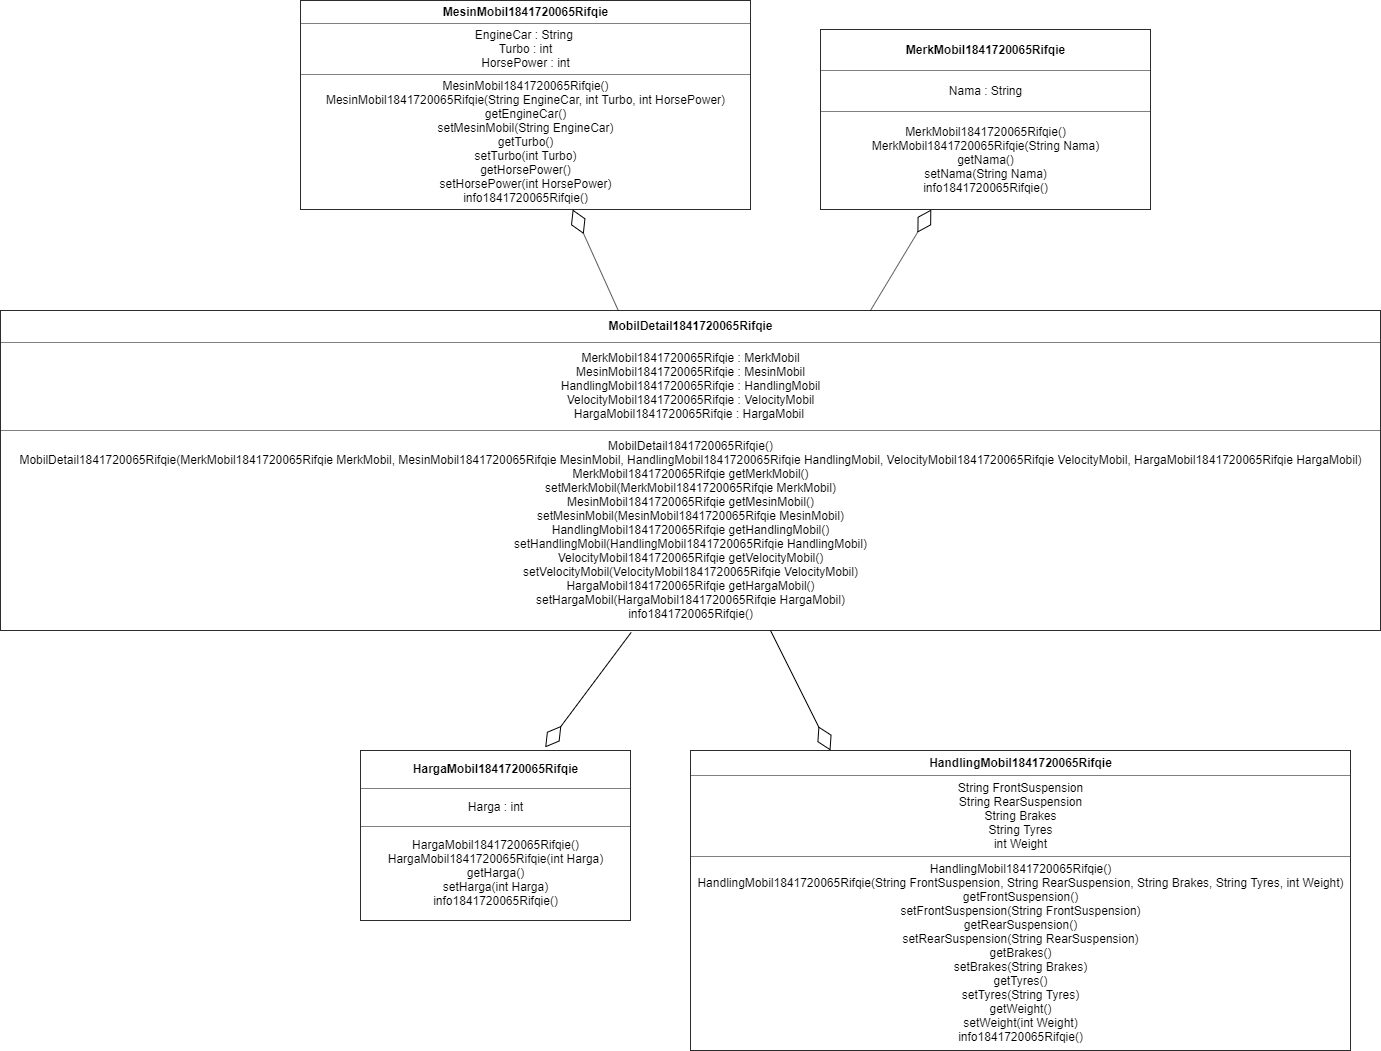 MesinMobil1841720065Rifqie
EngineCar : String
Turbo : int
HorsePower : int
MesinMobil1841720065Rifqie()
MesinMobil1841720065Rifqie(String EngineCar, int Turbo, int HorsePower)
getEngineCar()
setMesinMobil(String EngineCar)
getTurbo()
setTurbo(int Turbo)
getHorsePower()
setHorsePower(int HorsePower)
info1841720065Rifqie()
MerkMobil1841720065Rifqie
Nama : String
MerkMobil1841720065Rifqie()
MerkMobil1841720065Rifqie(String Nama)
getNama()
setNama(String Nama)
info1841720065Rifqie()
MobilDetail1841720065Rifqie
MerkMobil1841720065Rifqie : MerkMobil
MesinMobil1841720065Rifqie : MesinMobil
HandlingMobil1841720065Rifqie : HandlingMobil
VelocityMobil1841720065Rifqie : VelocityMobil
HargaMobil1841720065Rifqie : HargaMobil
MobilDetail1841720065Rifqie()
MobilDetail1841720065Rifqie(MerkMobil1841720065Rifqie MerkMobil, MesinMobil1841720065Rifqie MesinMobil, HandlingMobil1841720065Rifqie HandlingMobil, VelocityMobil1841720065Rifqie VelocityMobil, HargaMobil1841720065Rifqie HargaMobil)
MerkMobil1841720065Rifqie getMerkMobil()
setMerkMobil(MerkMobil1841720065Rifqie MerkMobil)
MesinMobil1841720065Rifqie getMesinMobil()
setMesinMobil(MesinMobil1841720065Rifqie MesinMobil)
HandlingMobil1841720065Rifqie getHandlingMobil()
setHandlingMobil(HandlingMobil1841720065Rifqie HandlingMobil)
VelocityMobil1841720065Rifqie getVelocityMobil()
setVelocityMobil(VelocityMobil1841720065Rifqie VelocityMobil)
HargaMobil1841720065Rifqie getHargaMobil()
setHargaMobil(HargaMobil1841720065Rifqie HargaMobil)
info1841720065Rifqie()
HargaMobil1841720065Rifqie
Harga : int
HargaMobil1841720065Rifqie()
HargaMobil1841720065Rifqie(int Harga)
getHarga()
setHarga(int Harga)
info1841720065Rifqie()
HandlingMobil1841720065Rifqie
String FrontSuspension
String RearSuspension
String Brakes
String Tyres
int Weight
HandlingMobil1841720065Rifqie()
HandlingMobil1841720065Rifqie(String FrontSuspension, String RearSuspension, String Brakes, String Tyres, int Weight)
getFrontSuspension()
setFrontSuspension(String FrontSuspension)
getRearSuspension()
setRearSuspension(String RearSuspension)
getBrakes()
setBrakes(String Brakes)
getTyres()
setTyres(String Tyres)
getWeight()
setWeight(int Weight)
info1841720065Rifqie()